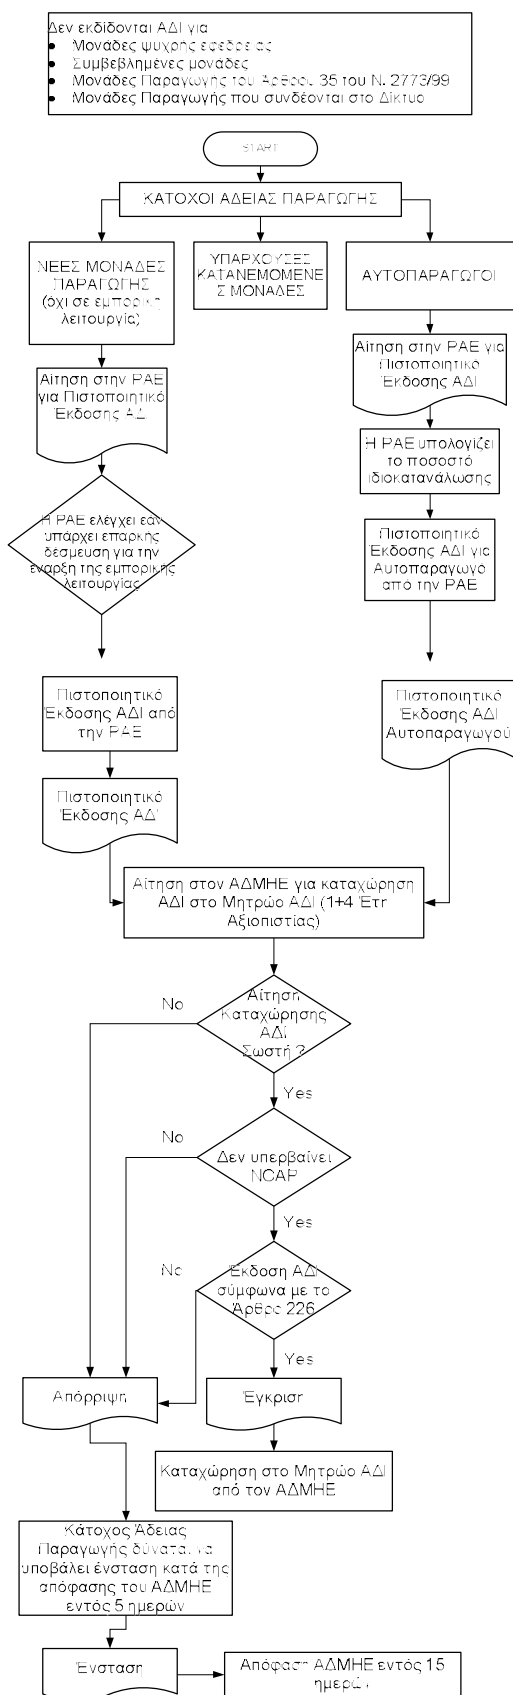 Δεν εκδίδονται ΑΔΙ για
• Μονάδες ψυχρής εφεδρείας
• Συμβεβλημένες μονάδες
• Μονάδες Παραγωγής του Άρθρου 35 του Ν. 2773/99
• Μονάδες Παραγωγής που συνδέονται στο Δίκτυο
START
ΚΑΤΟΧΟΙ ΑΔΕΙΑΣ ΠΑΡΑΓΩΓΗΣ
ΝΕΕΣ ΜΟΝΑΔΕΣ
ΠΑΡΑΓΩΓΗΣ
(όχι σε εμπορική
λειτουργία)
ΥΠΑΡΧΟΥΣΕΣ
ΚΑΤΑΝΕΜΟΜΕΝΕ
Σ ΜΟΝΑΔΕΣ
ΑΥΤΟΠΑΡΑΓΩΓΟΙ
Αίτηση στην ΡΑΕ
για Πιστοποιητικό
Έκδοσης ΑΔΙ
Αίτηση στην ΡΑΕ για
Πιστοποιητικό
Έκδοσης ΑΔΙ
Η ΡΑΕ υπολογίζει
το ποσοστό
ιδιοκατανάλωσης
Η ΡΑΕ ελέγχει εάν
υπάρχει επαρκής
δέσμευση για την
έναρξη της εμπορικής
λειτουργίας
Πιστοποιητικό
Έκδοσης ΑΔΙ για
Αυτοπαραγωγό
από την ΡΑΕ
Πιστοποιητικό
Έκδοσης ΑΔΙ από
την ΡΑΕ
Πιστοποιητικό
Έκδοσης ΑΔΙ
Αυτοπαραγωγού
Πιστοποιητικό
Έκδοσης ΑΔΙ
Αίτηση στον ΑΔΜΗΕ για καταχώρηση
ΑΔΙ στο Μητρώο ΑΔΙ (1+4 Έτη
Αξιοπιστίας)
Αίτηση
Καταχώρησης
ΑΔΙ
Σωστή ?
No
Yes
Δεν υπερβαίνει
NCAP
No
Yes
Έκδοση ΑΔΙ
σύμφωνα με το
Άρθρο 226
No
Yes
Απόρριψη
Έγκριση
Καταχώρηση στο Μητρώο ΑΔΙ
από τον ΑΔΜΗΕ
Κάτοχος Άδειας
Παραγωγής δύναται να
υποβάλει ένσταση κατά της
απόφασης του ΑΔΜΗΕ
εντός 5 ημερών
Ένσταση
Απόφαση ΑΔΜΗΕ εντός 15
ημερών